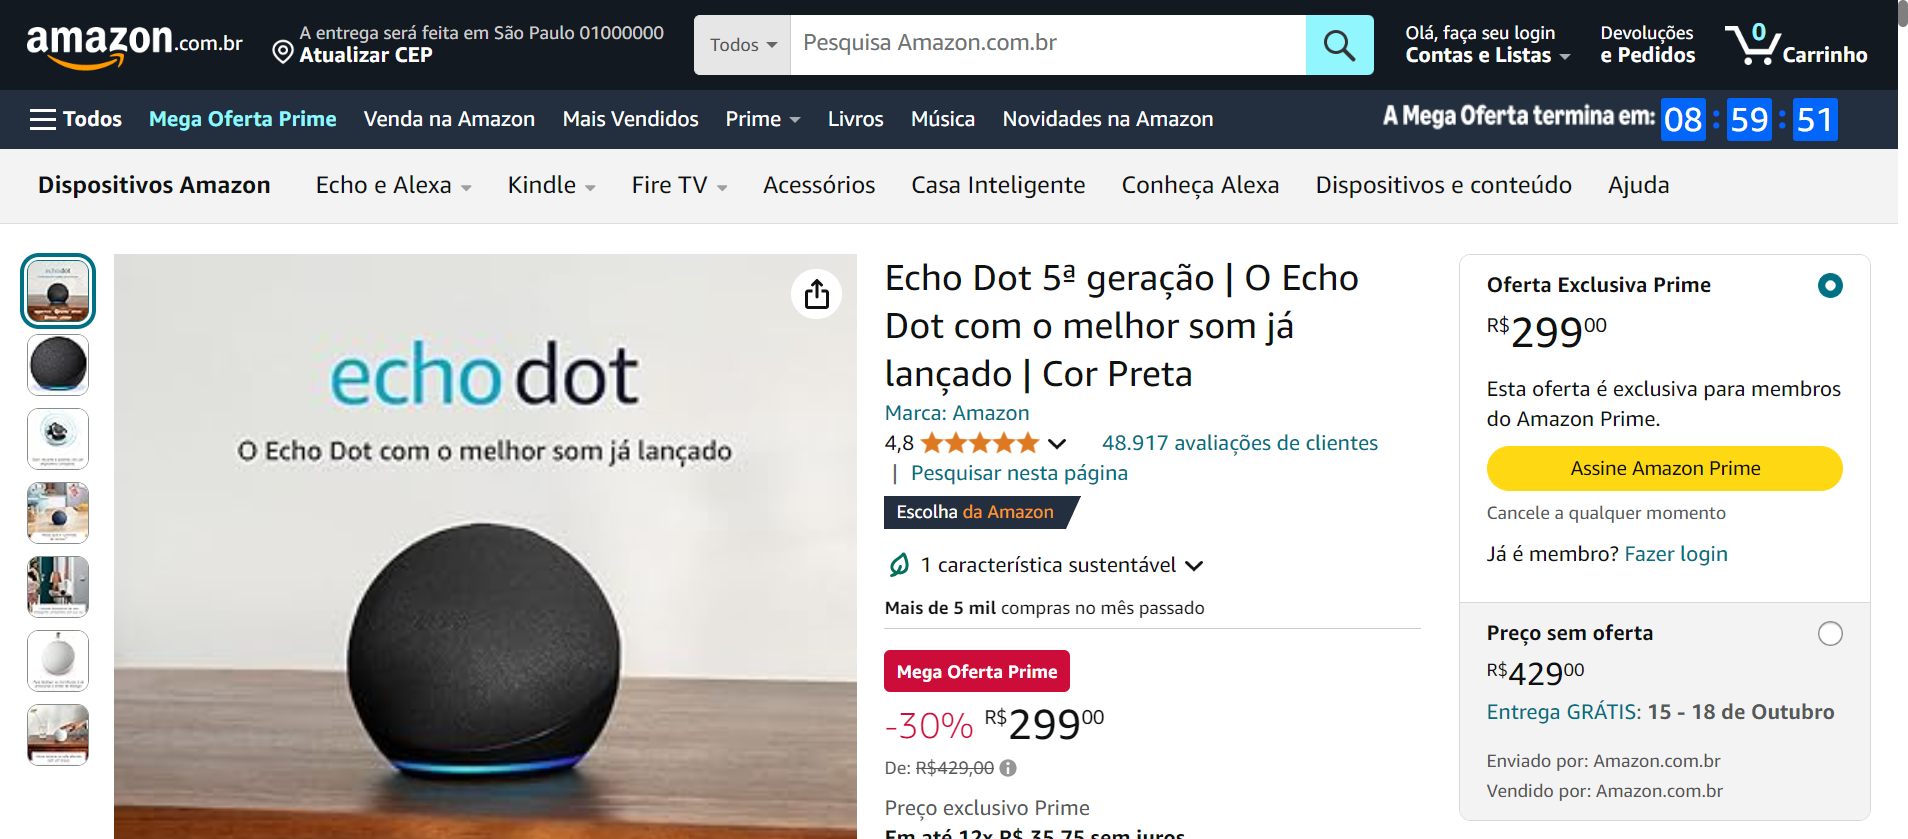 amazon.com.br
A entrega será feita em São Paulo 01000000
Atualizar CEP
Todos
Pesquisa Amazon.com.br
Olá, faça seu login
Contas e Listas
Devoluções
e Pedidos
0
Carrinho
Todos
Mega Oferta Prime
Venda na Amazon
Mais Vendidos
Prime
Livros
Música
Novidades na Amazon
A Mega Oferta termina em: 08 : 59 : 51
Dispositivos Amazon
Echo e Alexa
Kindle
Fire TV
Acessórios
Casa Inteligente
Conheça Alexa
Dispositivos e conteúdo
Ajuda
echo dot
O Echo Dot com o melhor som já lançado
Echo Dot 5ª geração | O Echo
Dot com o melhor som já
lançado | Cor Preta
Marca: Amazon
4,8
48.917 avaliações de clientes
| Pesquisar nesta página
Escolha da Amazon
1 característica sustentável
Mais de 5 mil compras no mês passado
Mega Oferta Prime
-30% R$29900
De: R$429,00
Preço exclusivo Prime
Em até 12x R$ 35,75 sem juros
Oferta Exclusiva Prime
R$29900
Esta oferta é exclusiva para membros
do Amazon Prime.
Assine Amazon Prime
Cancele a qualquer momento
Já é membro? Fazer login
Preço sem oferta
R$42900
Entrega GRÁTIS: 15 - 18 de Outubro
Enviado por: Amazon.com.br
Vendido por: Amazon.com.br